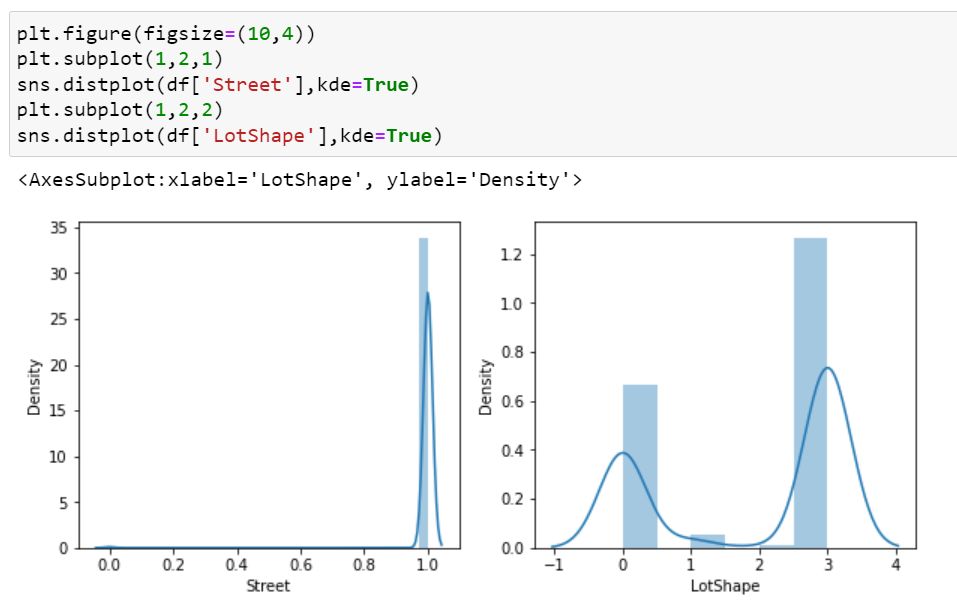 plt.figure(figsize=(10,4))
plt.subplot(1,2,1)
sns.distplot(df['Street'],kde=True)
plt.subplot(1,2,2)
sns.distplot(df['LotShape'],kde=True)
<AxesSubplot:xlabel='LotShape', ylabel='Density'>
35
30
25
20
15
10
5
0
Density
0.0 0.2 0.4 0.6 0.8 1.0
Street
1.2
1.0
0.8
0.6
0.4
0.2
0.0
Density
−1 0 1 2 3 4
LotShape